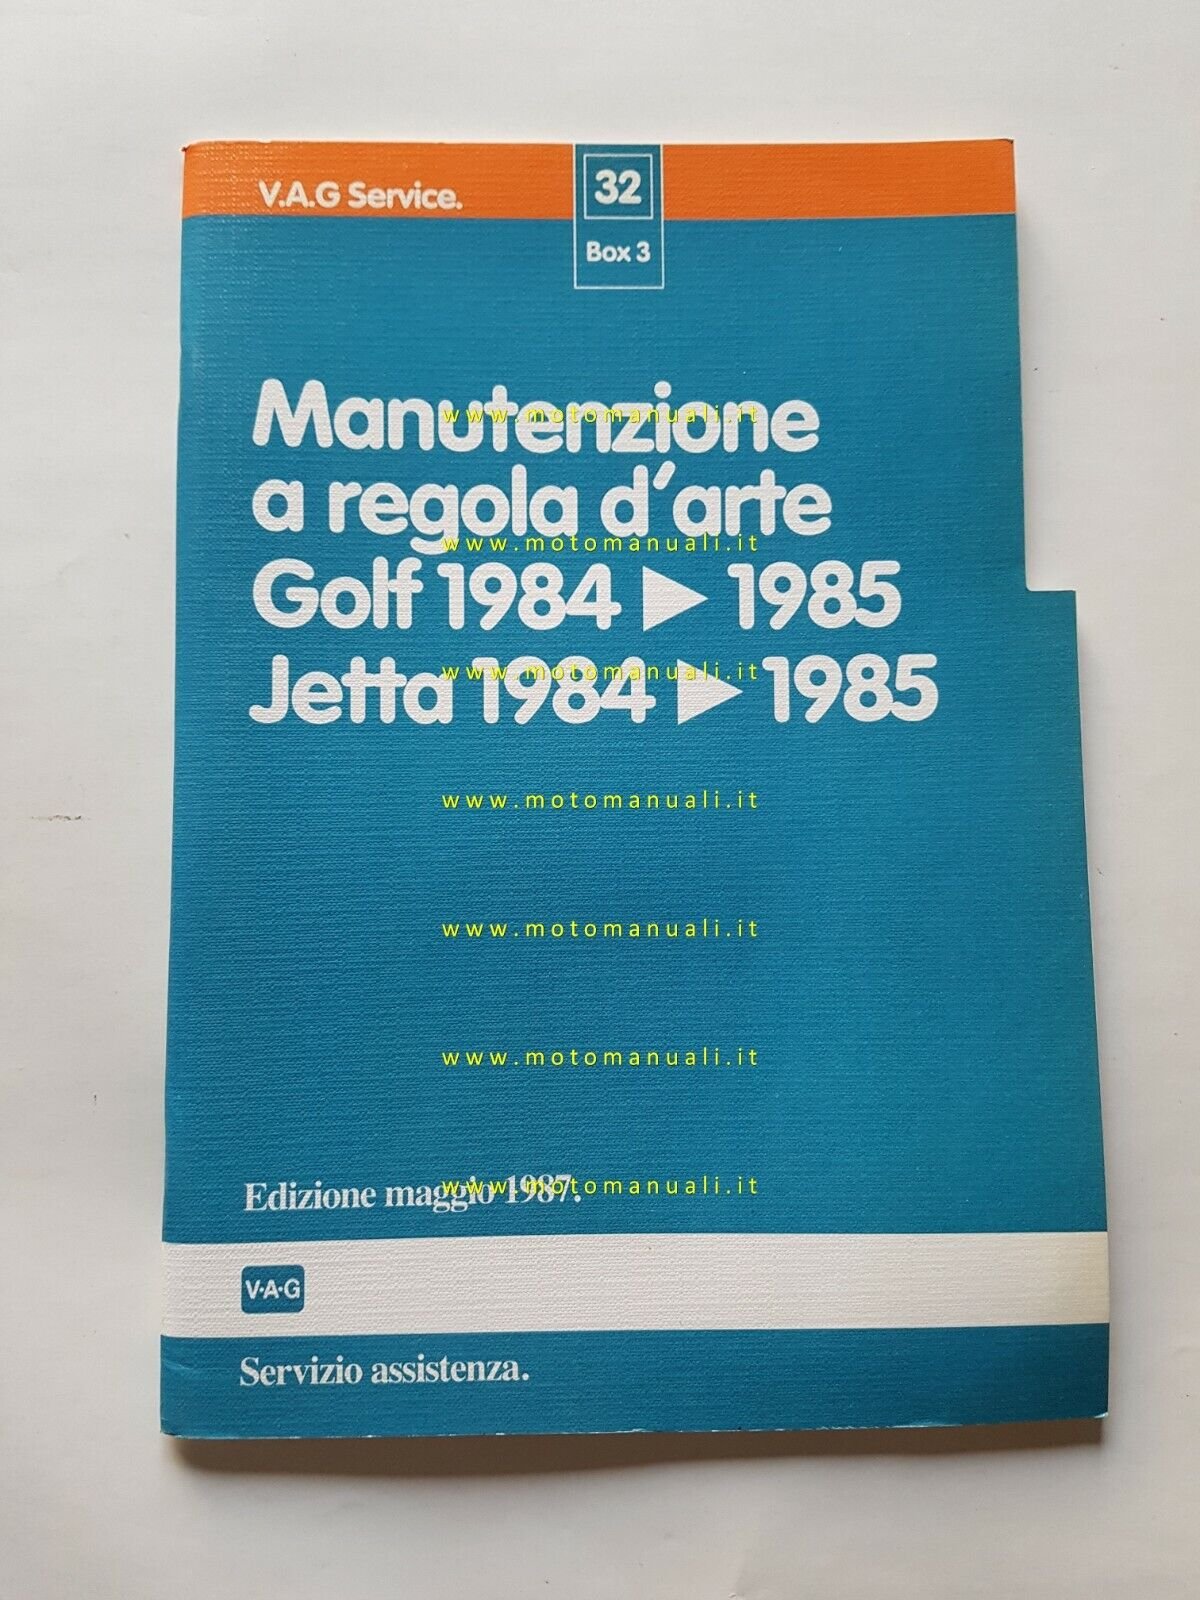 V.A.G Service.
32
Box 3
Manutenzione
www.motomanuali.it
a regola d'arte
www.motomanuali.it
Golf 1984 ▶ 1985
Jetta 1984 ▶ 1985
www.motomanuali.it
www.motomanuali.it
www.motomanuali.it
www.motomanuali.it
Edizione maggio 1987.
www.motomanuali.it
V·A·G
Servizio assistenza.